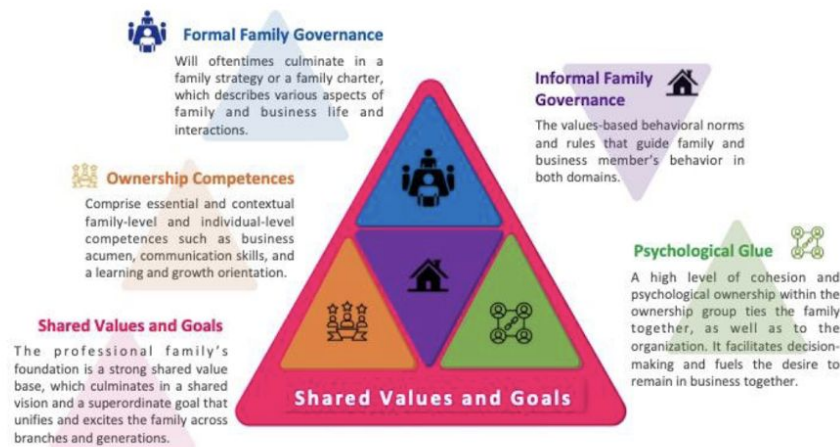 Formal Family Governance
Will oftentimes culminate in a
family strategy or a family charter,
which describes various aspects of
family and business life and
interactions.
Informal Family
Governance
The values-based behavioral norms
and rules that guide family and
business member's behavior in
both domains.
Ownership Competences
Comprise essential and contextual
family-level and individual-level
competences such as business
acumen, communication skills, and
a learning and growth orientation.
Psychological Glue
A high level of cohesion and
psychological ownership within the
ownership group ties the family
together, as well as to the
organization. It facilitates decision-
making and fuels the desire to
remain in business together.
Shared Values and Goals
The professional family's
foundation is a strong shared value
base, which culminates in a shared
vision and a superordinate goal that
unifies and excites the family across
branches and generations.
Shared Values and Goals